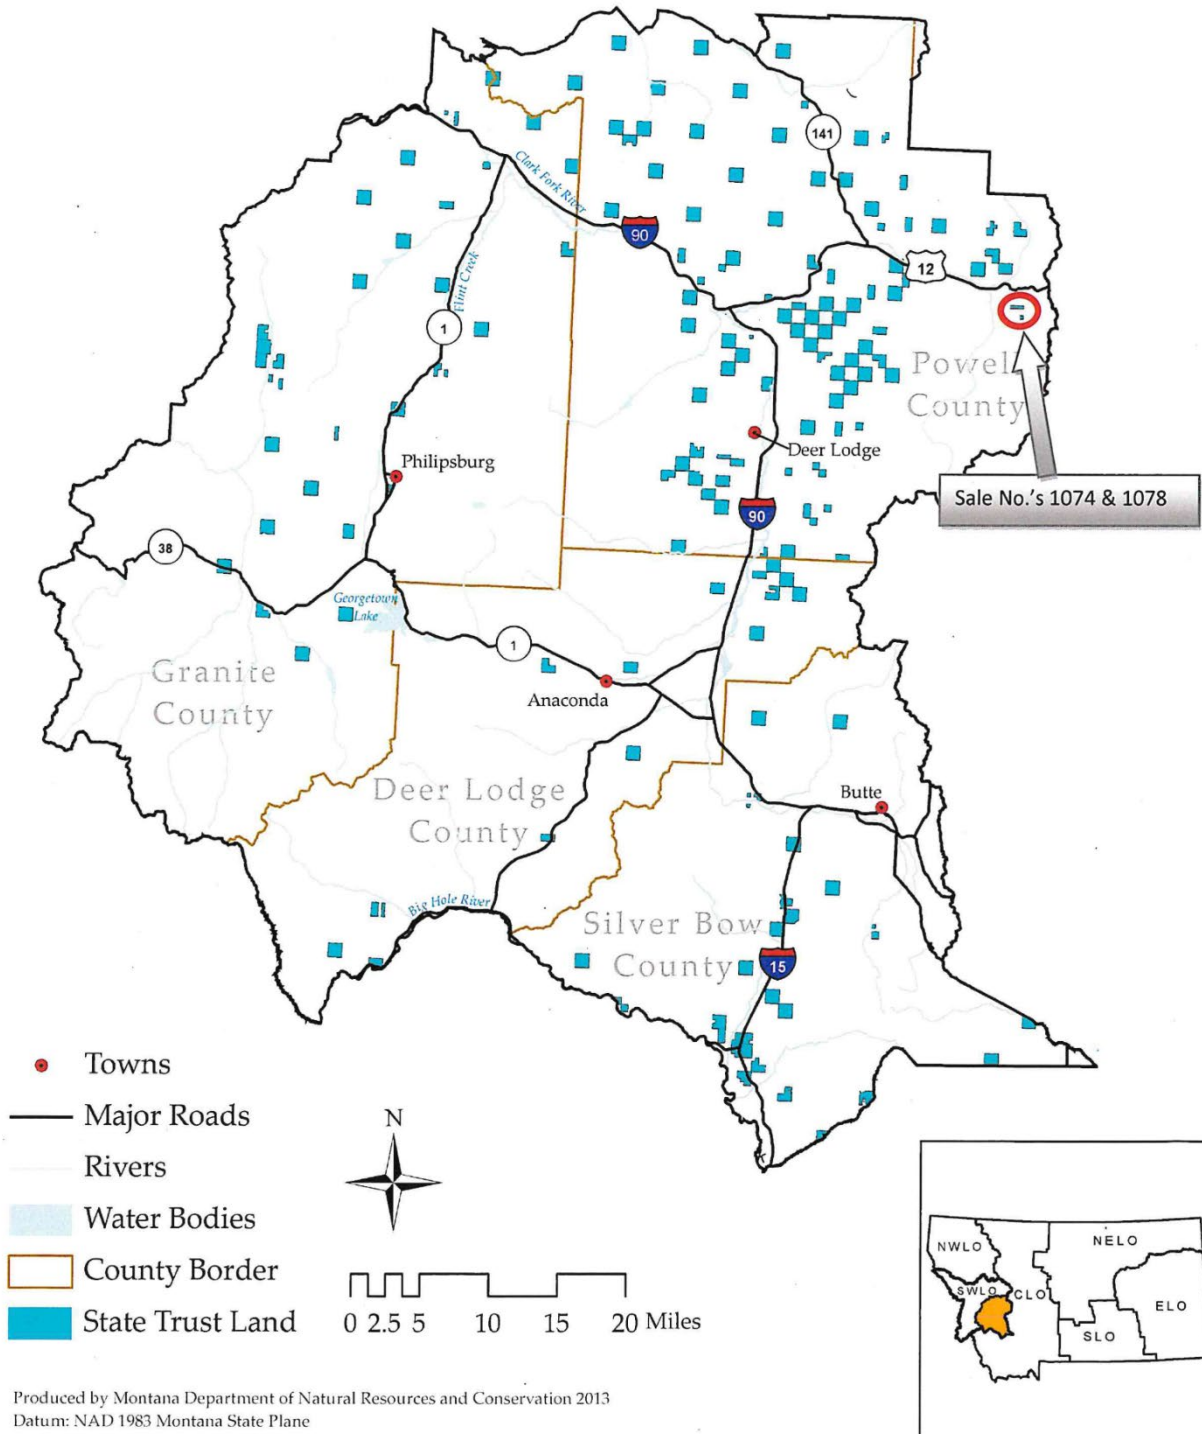 141
Clark Fork River
90
12
Flint Creek
1
Powell
County
Deer Lodge
Philipsburg
Sale No.'s 1074 & 1078
90
38
Georgetown
Lake
1
Granite
County
Anaconda
Deer Lodge
County
Butte
Big Hole River
Silver Bow
County
15
Towns
Major Roads
Rivers
Water Bodies
County Border
State Trust Land
N
0 2.5 5 10 15 20 Miles
NWLO
NELO
SWLO
CLO
ELO
SLO
Produced by Montana Department of Natural Resources and Conservation 2013
Datum: NAD 1983 Montana State Plane